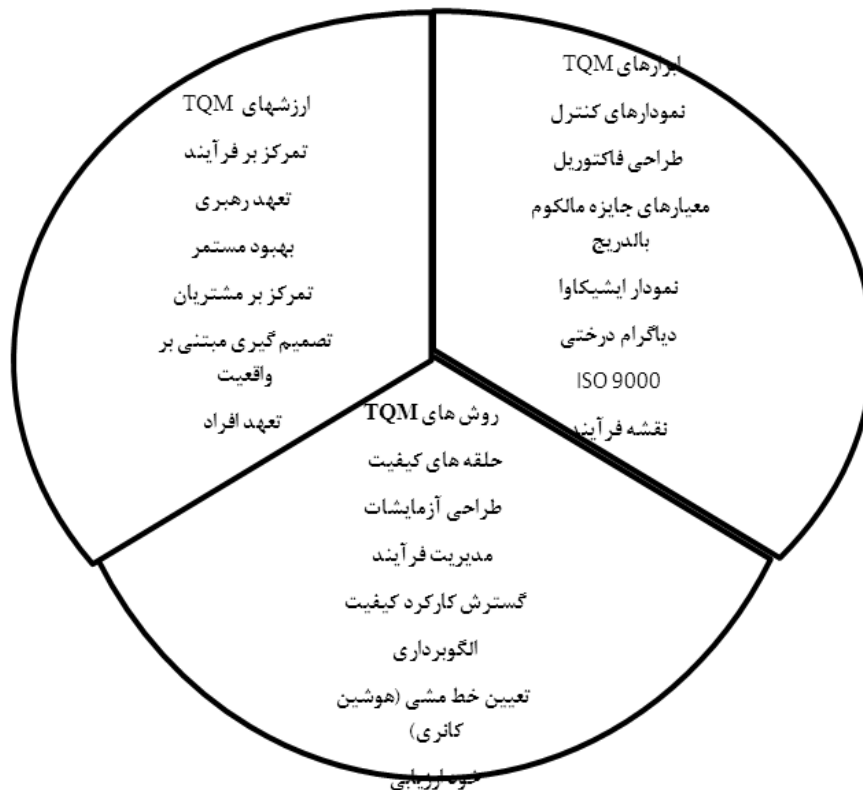 ابزارهای TQM
نمودارهای کنترل
طراحی فاکتوریل
معیارهای جایزه مالکوم
بالدریج
نمودار ایشیکاوا
دیاگرام درختی
ISO 9000
نقشه فرآیند
ارزشهای TQM
تمرکز بر فرآیند
تعهد رهبری
بهبود مستمر
تمرکز بر مشتریان
تصمیم گیری مبتنی بر
واقعیت
تعهد افراد
روش های TQM
حلقه های کیفیت
طراحی آزمایشات
مدیریت فرآیند
گسترش کارکرد کیفیت
الگوبرداری
تعیین خط مشی (هوشین
کانری)
خود ارزیابی